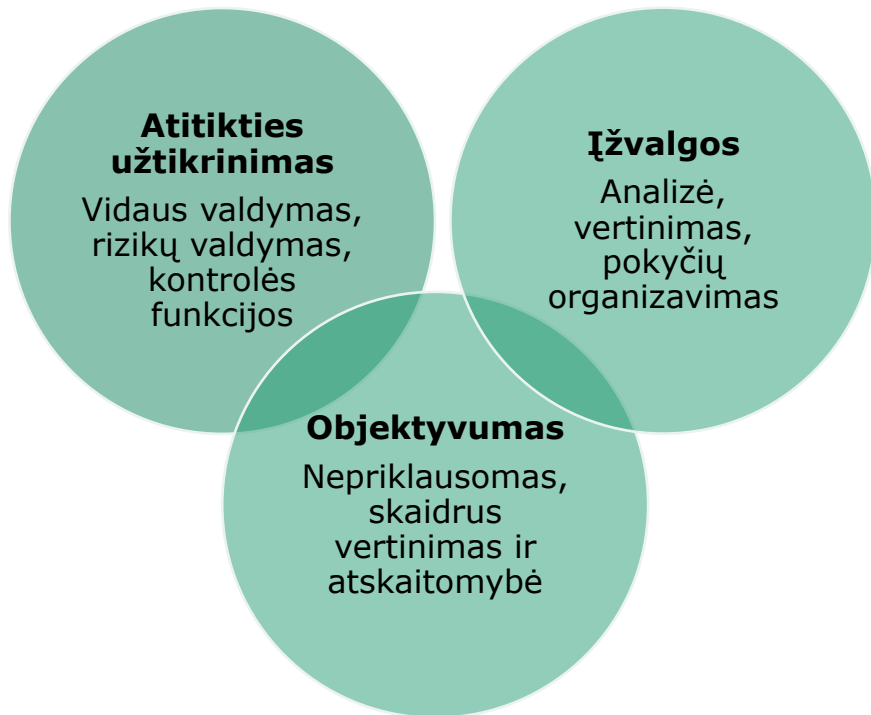 Atitikties
užtikrinimas
Vidaus valdymas,
rizikų valdymas,
kontrolės
funkcijos
Įžvalgos
Analizė,
vertinimas,
pokyčių
organizavimas
Objektyvumas
Nepriklausomas,
skaidrus
vertinimas ir
atskaitomybė